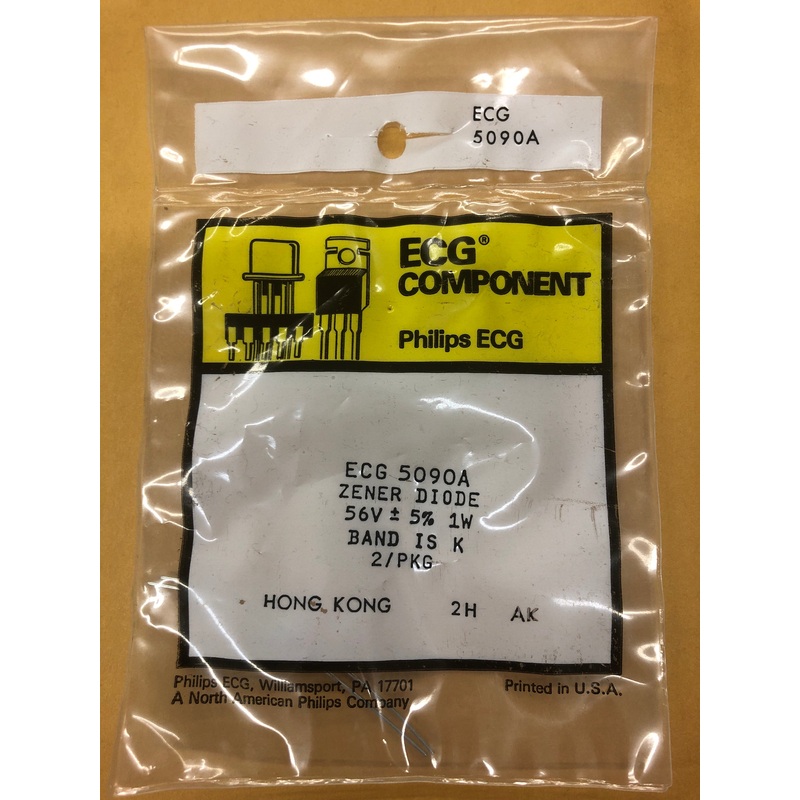 ECG
5090A
ECG®
COMPONENT
Philips ECG
ECG 5090A
ZENER DIODE
56V ± 5% 1W
BAND IS K
2/PKG
HONG KONG 2H AK
Philips ECG, Williamsport, PA 17701
A North American Philips Company
Printed in U.S.A.